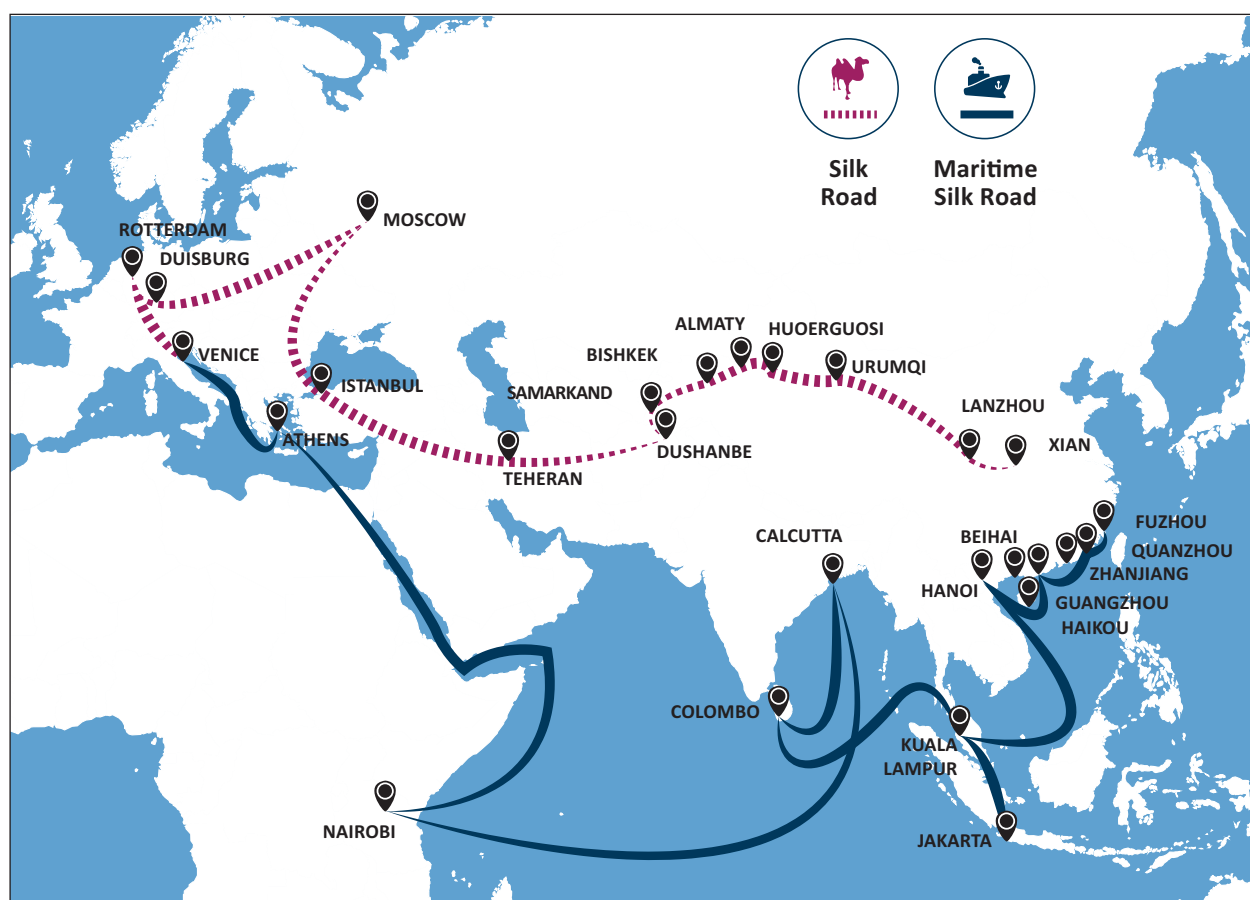 Silk
Road
Maritime
Silk Road
MOSCOW
ROTTERDAM
DUISBURG
VENICE
ISTANBUL
ATHENS
TEHERAN
ALMATY
HUOERGUOSI
BISHKEK
URUMQI
SAMARKAND
DUSHANBE
LANZHOU
XIAN
CALCUTTA
BEIHAI
FUZHOU
QUANZHOU
ZHANJIANG
HANOI
GUANGZHOU
HAIKOU
COLOMBO
KUALA
LAMPUR
NAIROBI
JAKARTA